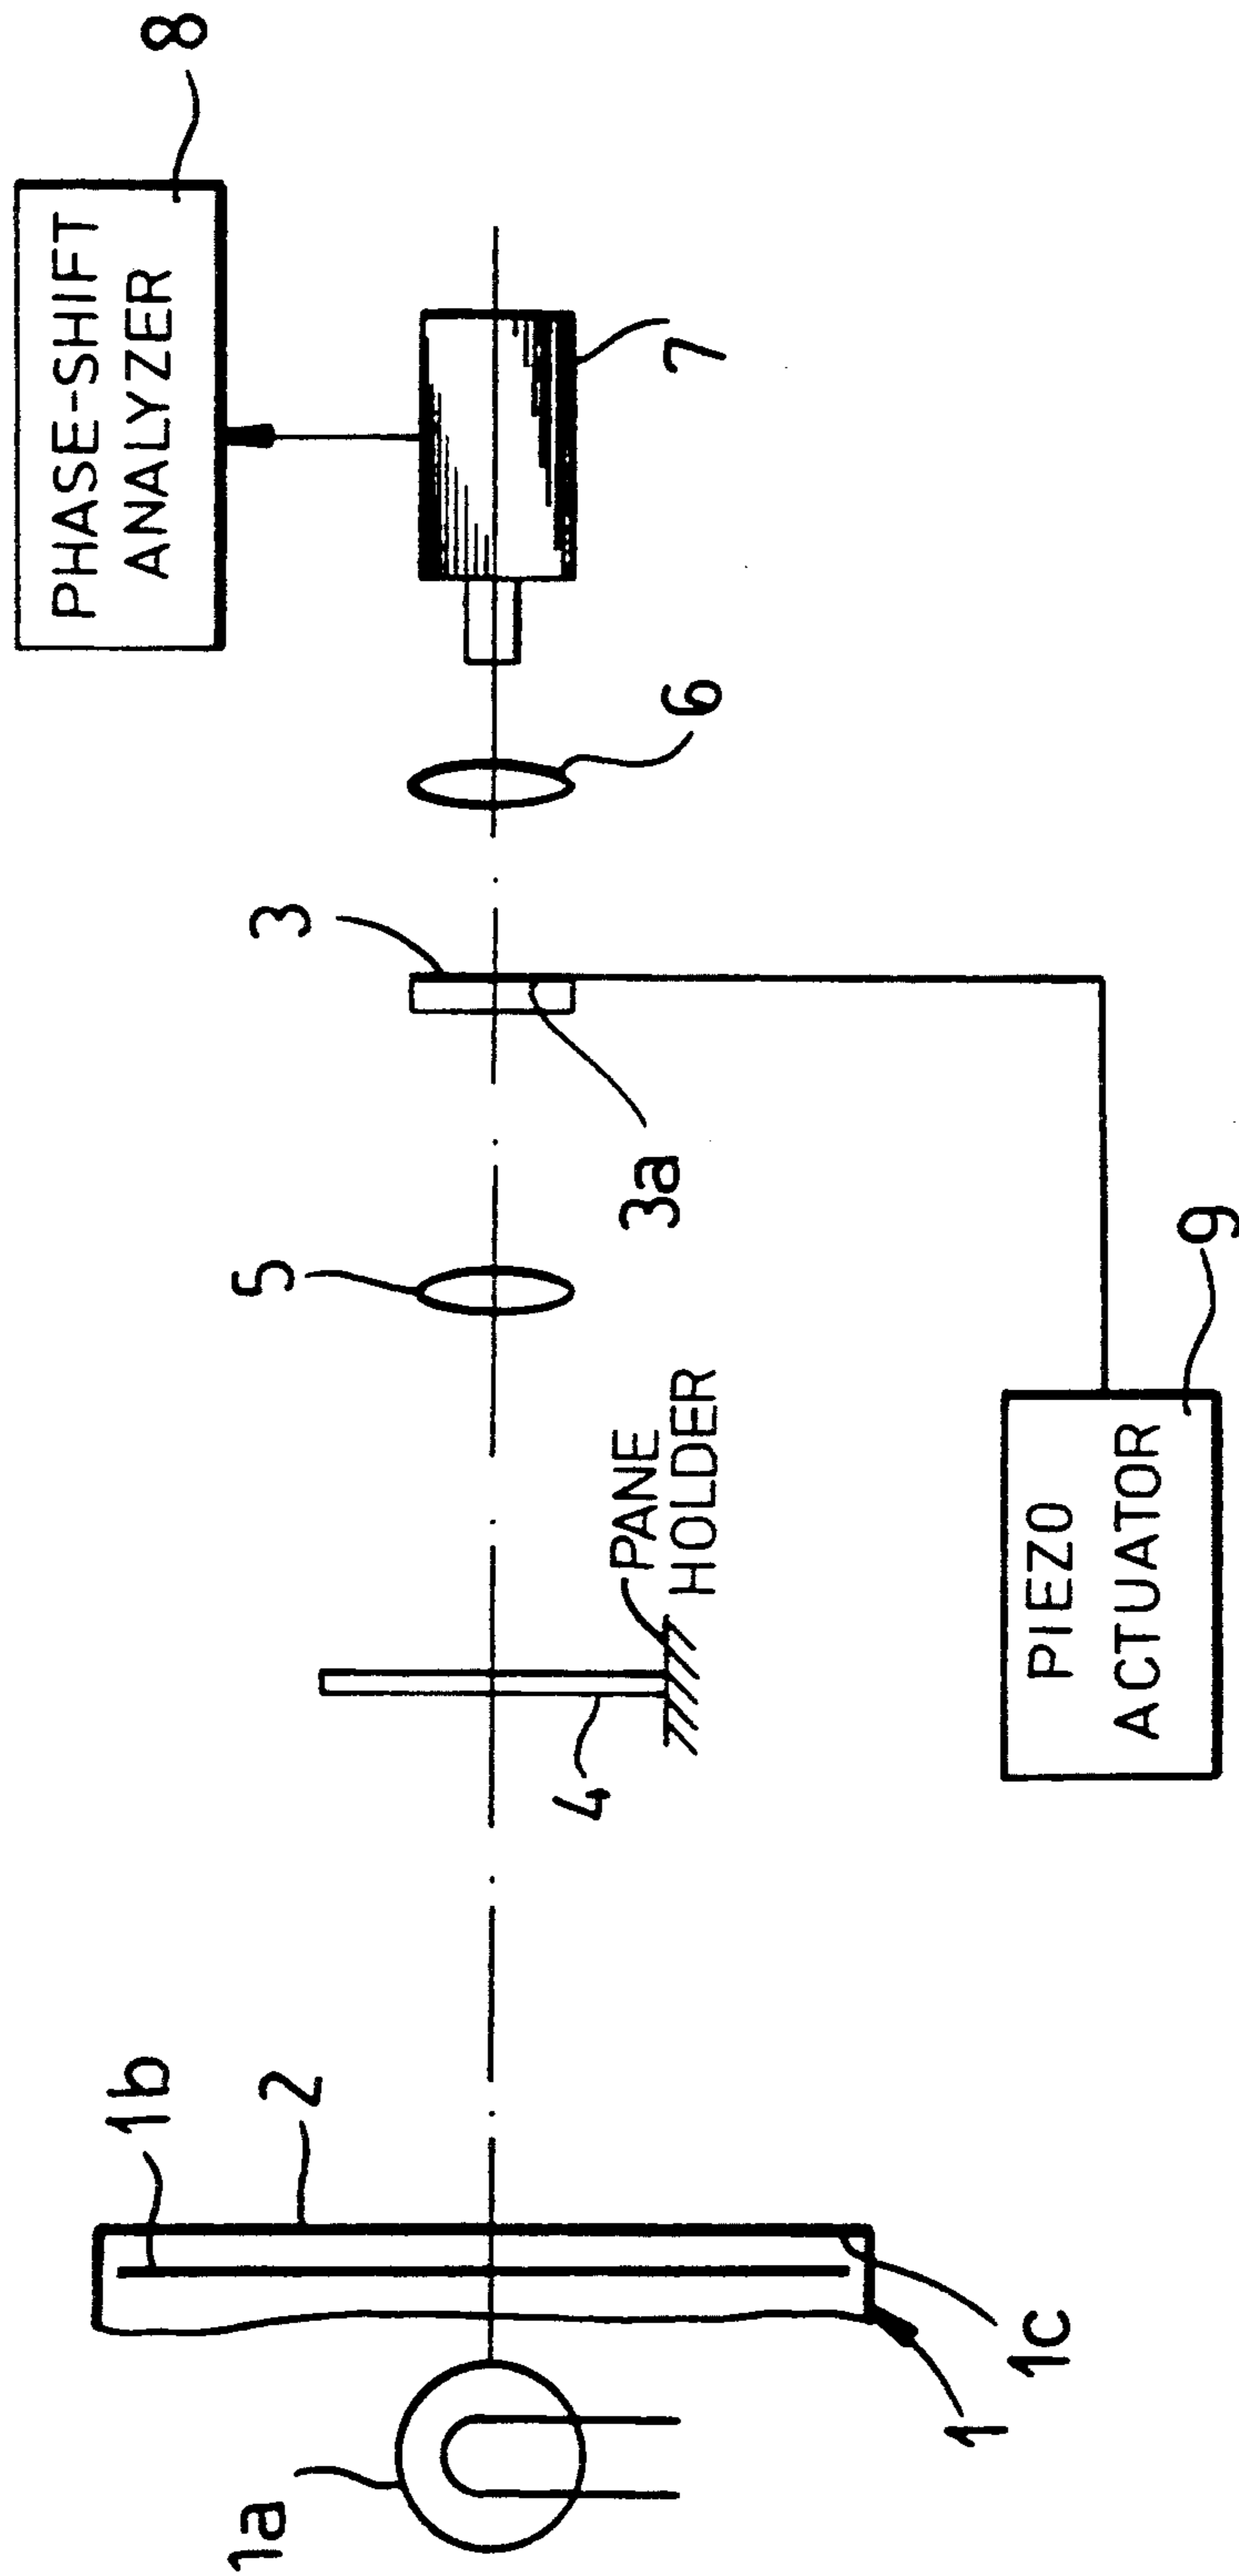 8
PHASE-SHIFT
ANALYZER
7
6
3
3a
5
PANE
HOLDER
4
9
PIEZO
ACTUATOR
1b
2
1c
1
1a